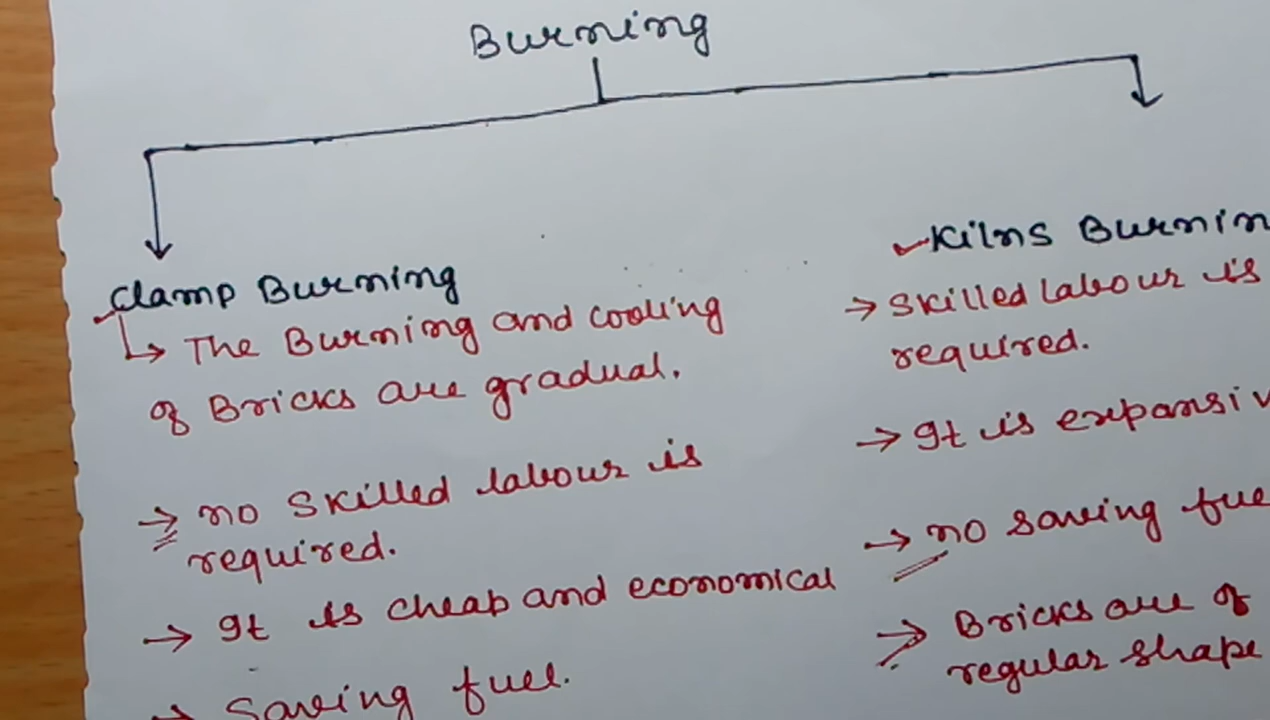 Burning
Clamp Burning
↳ The Burning and cooling
of Bricks are gradual.
→ no skilled labour is
required.
→ It is cheap and economical
→ Saving fuel.
Kilns Burnin
→ Skilled labour is
required.
→ It is expansiv
→ no saving fue
→ Bricks are of
regular shape